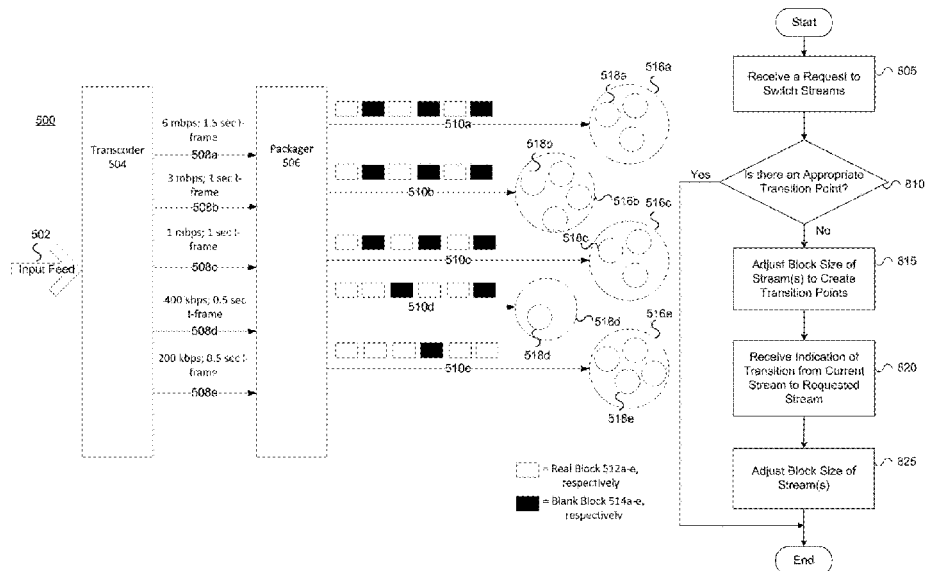 500
502
Input Feed
Transcoder
504
6 mbps; 1.5 sec I-
frame
508a
3 mbps; 1 sec I-
frame
508b
1 mbps; 1 sec I-
frame
508c
400 kbps; 0.5 sec
I-frame
508d
200 kbps; 0.5 sec I-
frame
508e
Packager
506
510a
510b
510c
510d
510e
518a
516a
518b
516b
518c
516c
518d
518d
516e
518e
= Real Block 512a-e,
respectively
= Blank Block 514a-e,
respectively
Start
Receive a Request to
Switch Streams
805
Is there an Appropriate
Transition Point?
810
Yes
No
Adjust Block Size of
Stream(s) to Create
Transition Points
815
Receive Indication of
Transition from Current
Stream to Requested
Stream
820
Adjust Block Size of
Stream(s)
825
End